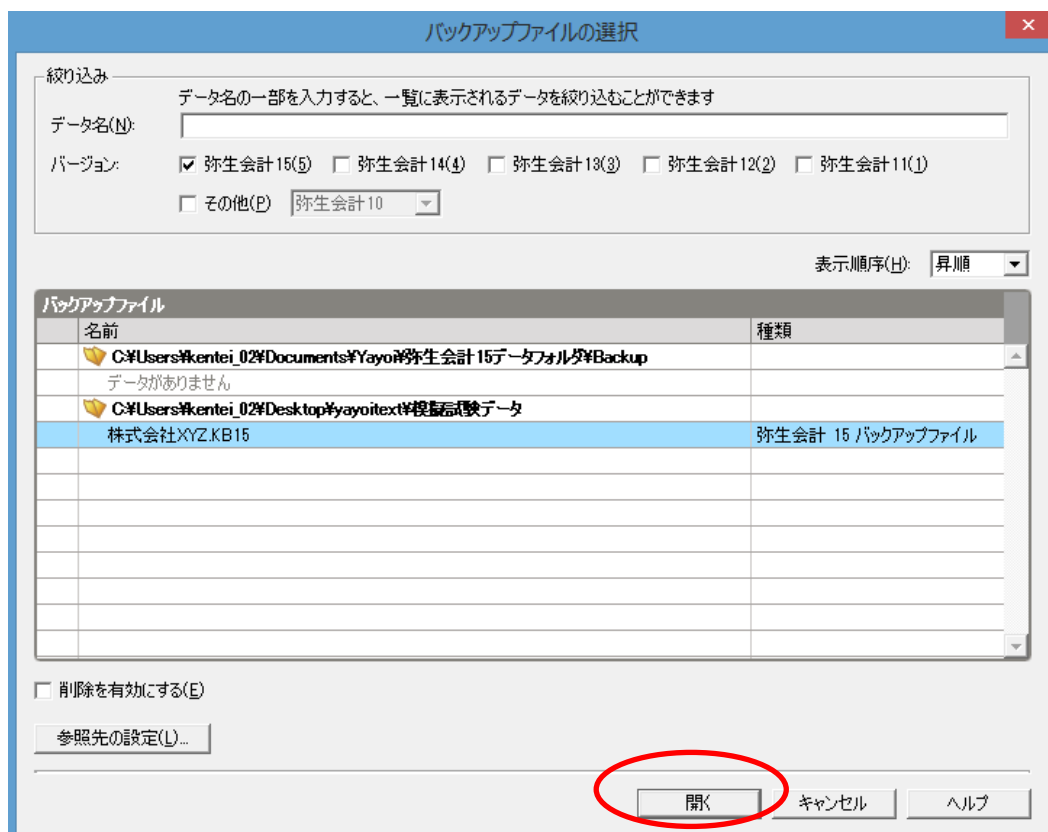 バックアップファイルの選択
絞り込み
データ名の一部を入力すると、一覧に表示されるデータを絞り込むことができます
データ名(N):
バージョン: 弥生会計15(5) 弥生会計14(4) 弥生会計13(3) 弥生会計12(2) 弥生会計11(1)
その他(P) 弥生会計10
表示順序(H): 昇順
バックアップファイル
名前 種類
C:¥Users¥kentei_02¥Documents¥Yayoi¥弥生会計15データフォルダ¥Backup
データがありません
C:¥Users¥kentei_02¥Desktop¥yayoitext¥模擬試験データ
株式会社XYZ.KB15 弥生会計 15 バックアップファイル
削除を有効にする(E)
参照先の設定(L)...
開く キャンセル ヘルプ